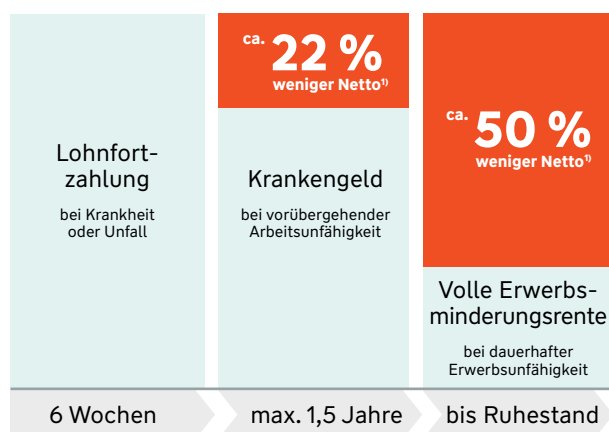 Lohnfort-
zahlung
bei Krankheit
oder Unfall
6 Wochen
ca. 22 %
weniger Netto¹⁾
Krankengeld
bei vorübergehender
Arbeitsunfähigkeit
max. 1,5 Jahre
ca. 50 %
weniger Netto¹⁾
Volle Erwerbs-
minderungsrente
bei dauerhafter
Erwerbsunfähigkeit
bis Ruhestand